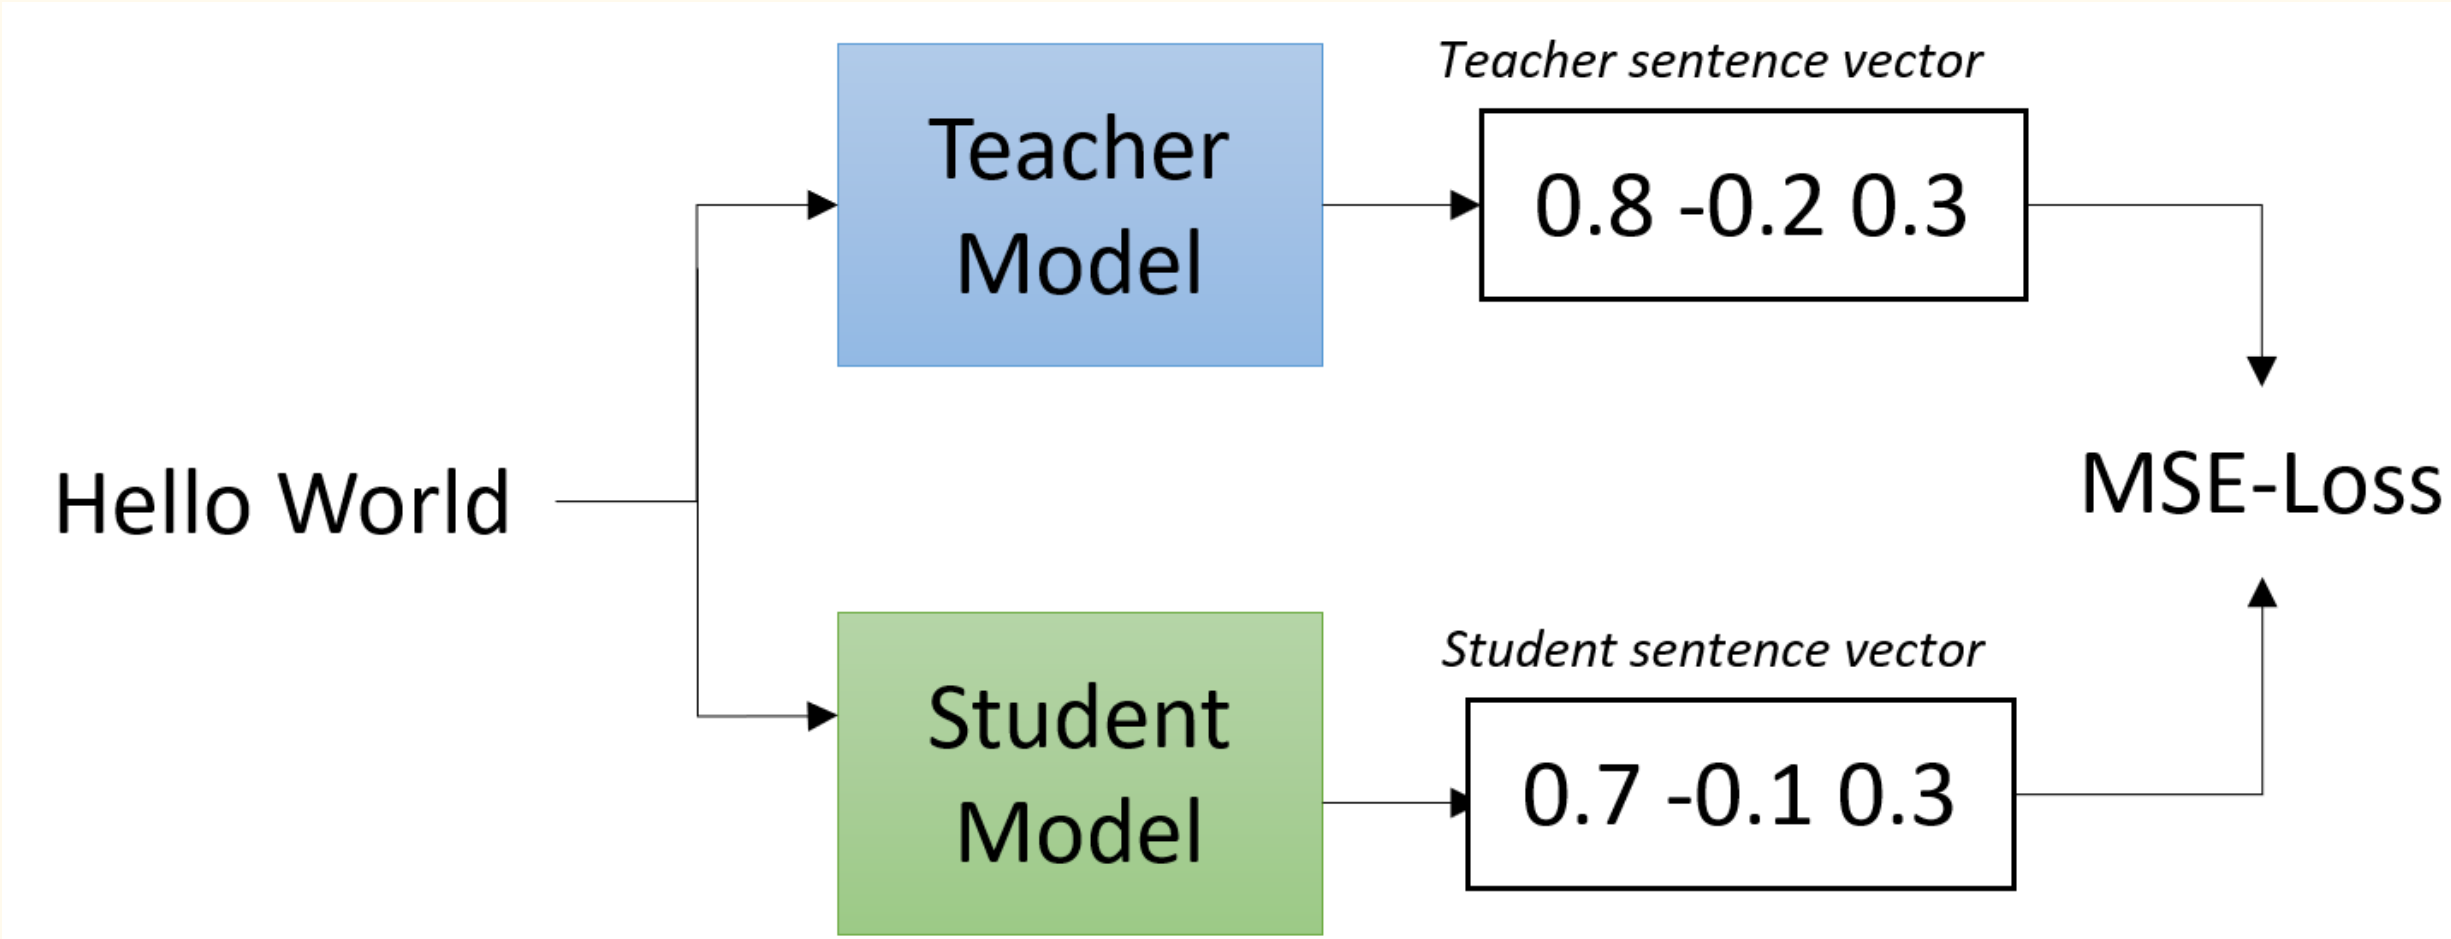 Teacher sentence vector
Teacher
Model
0.8 -0.2 0.3
Hello World
MSE-Loss
Student sentence vector
Student
Model
0.7 -0.1 0.3